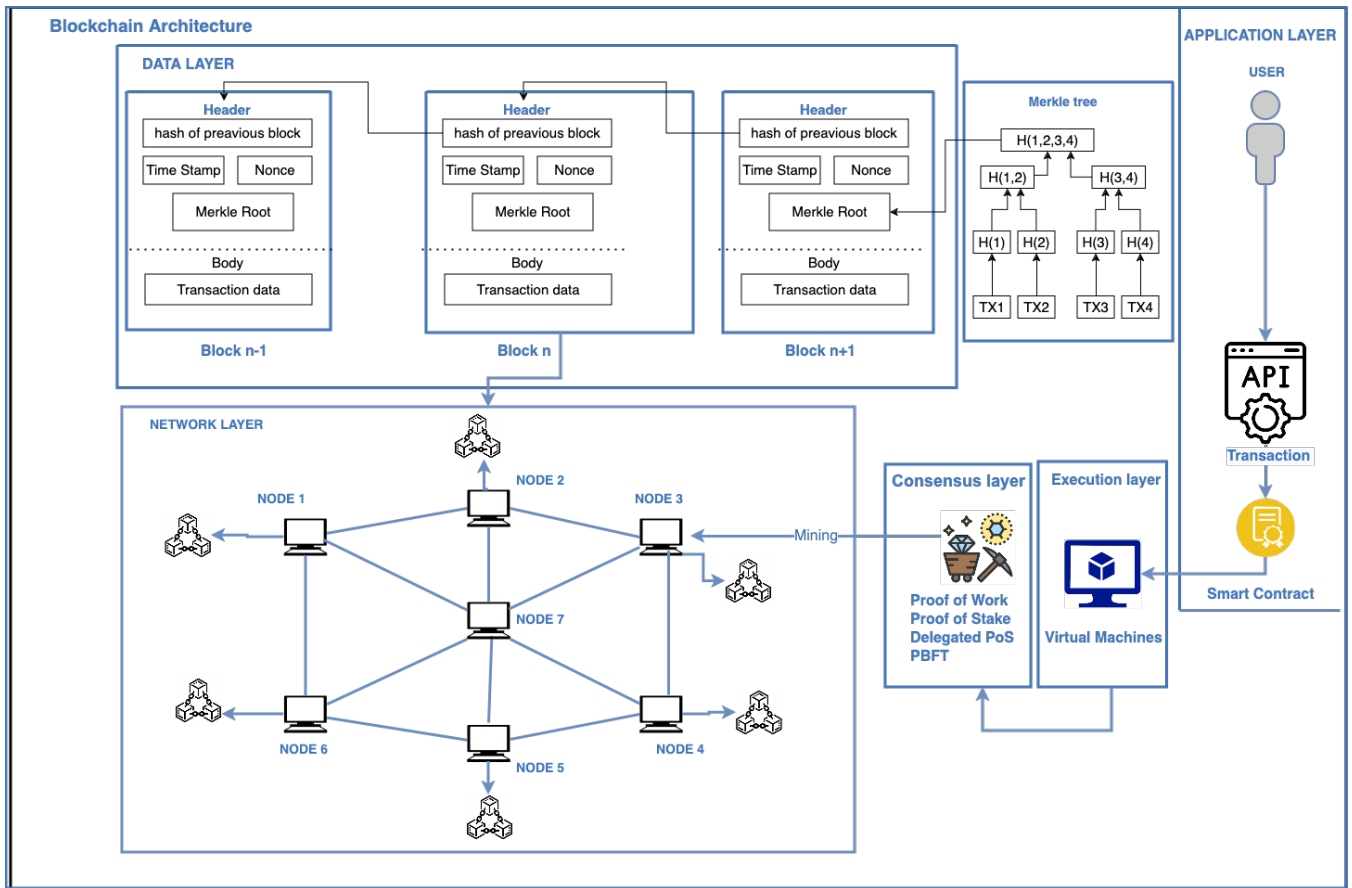 Blockchain Architecture
DATA LAYER
Header
hash of preavious block
Time Stamp
Nonce
Merkle Root
Body
Transaction data
Block n-1
Header
hash of preavious block
Time Stamp
Nonce
Merkle Root
Body
Transaction data
Block n
Header
hash of preavious block
Time Stamp
Nonce
Merkle Root
Body
Transaction data
Block n+1
Merkle tree
H(1,2,3,4)
H(1,2)
H(3,4)
H(1)
H(2)
H(3)
H(4)
TX1
TX2
TX3
TX4
APPLICATION LAYER
USER
API
Transaction
Smart Contract
NETWORK LAYER
NODE 1
NODE 2
NODE 3
NODE 7
NODE 6
NODE 5
NODE 4
Mining
Consensus layer
Proof of Work
Proof of Stake
Delegated PoS
PBFT
Execution layer
Virtual Machines